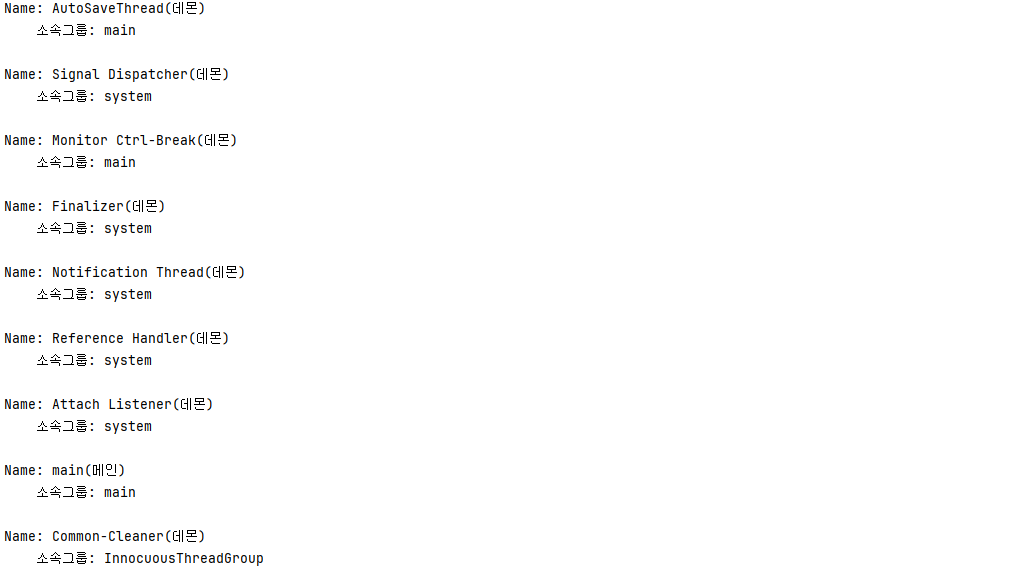 Name: AutoSaveThread(데몬)
소속그룹: main
Name: Signal Dispatcher(데몬)
소속그룹: system
Name: Monitor Ctrl-Break(데몬)
소속그룹: main
Name: Finalizer(데몬)
소속그룹: system
Name: Notification Thread(데몬)
소속그룹: system
Name: Reference Handler(데몬)
소속그룹: system
Name: Attach Listener(데몬)
소속그룹: system
Name: main(메인)
소속그룹: main
Name: Common-Cleaner(데몬)
소속그룹: InnocuousThreadGroup